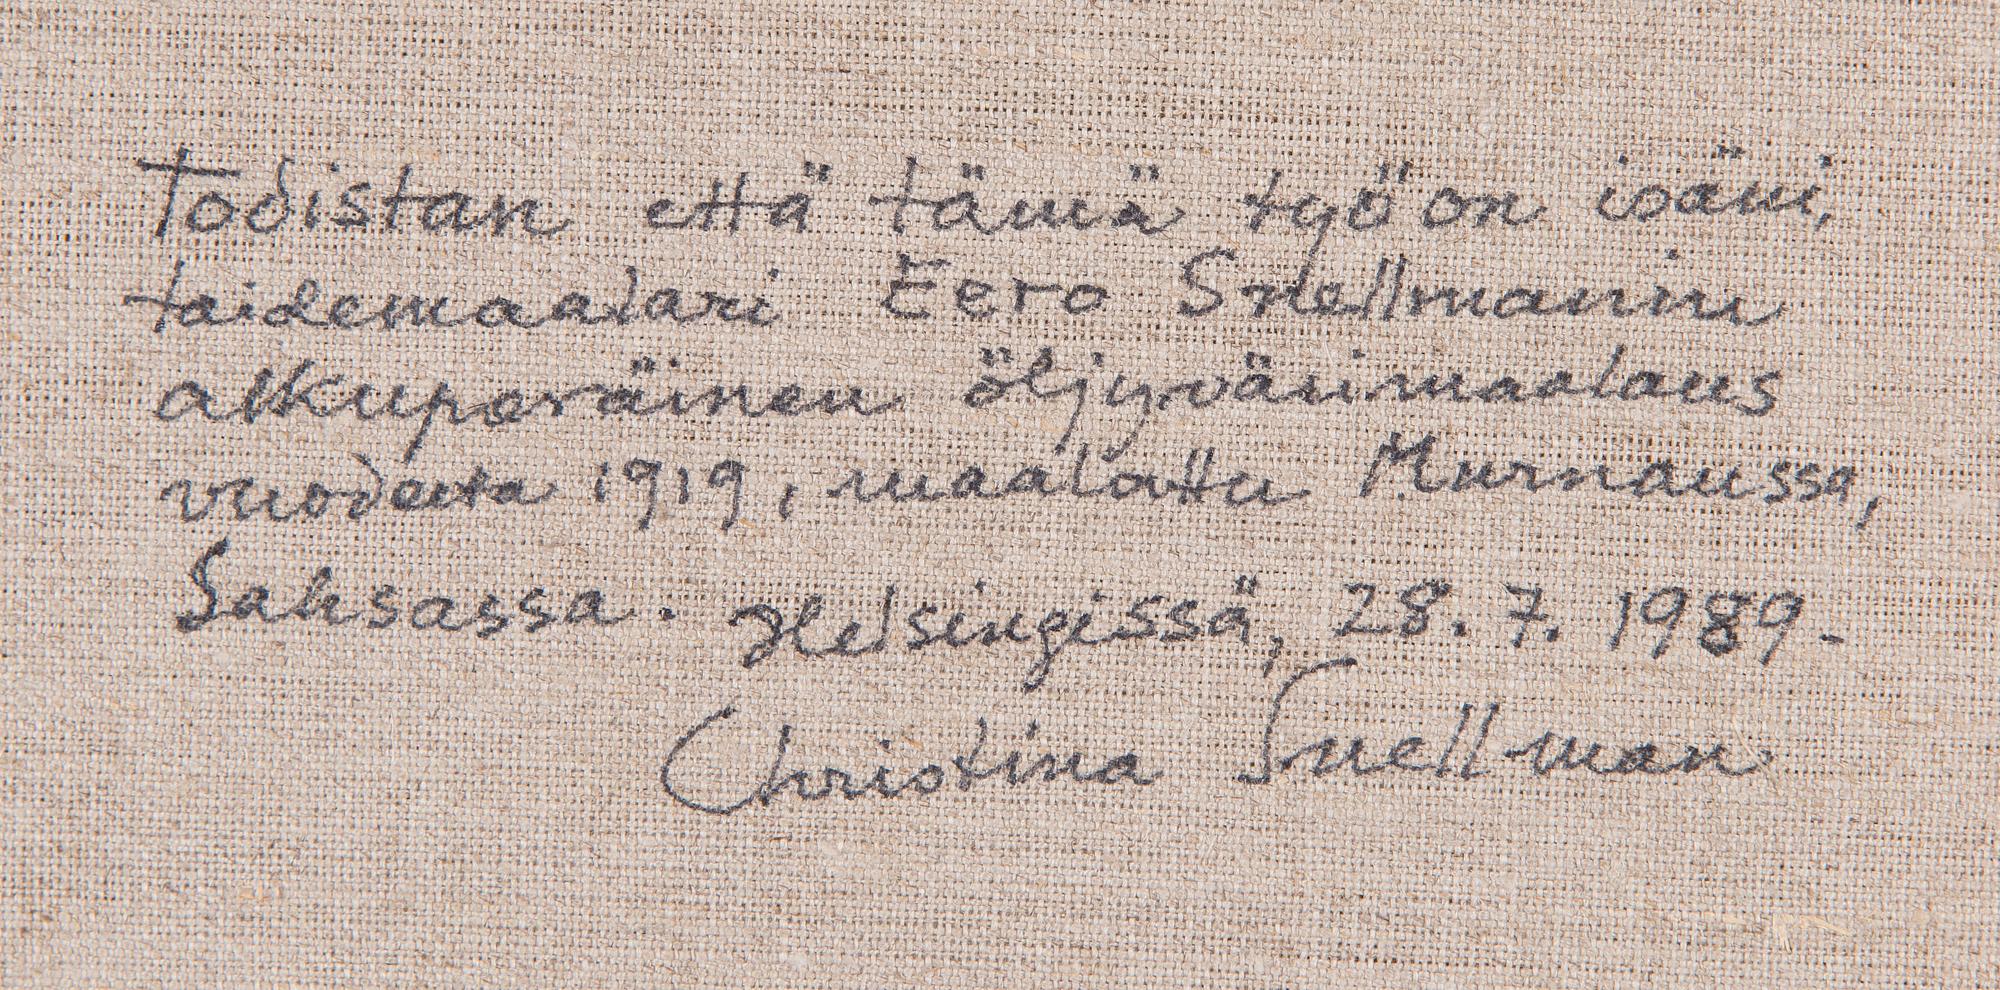 Todistan että tämä työ on isäni,
taidemaalari Eero Snellmanin
alkuperäinen öljyvärimaalaus
vuodesta 1919, maalattu Murnaussa,
Saksassa. Helsingissä, 28.7.1989.
Christina Snellman